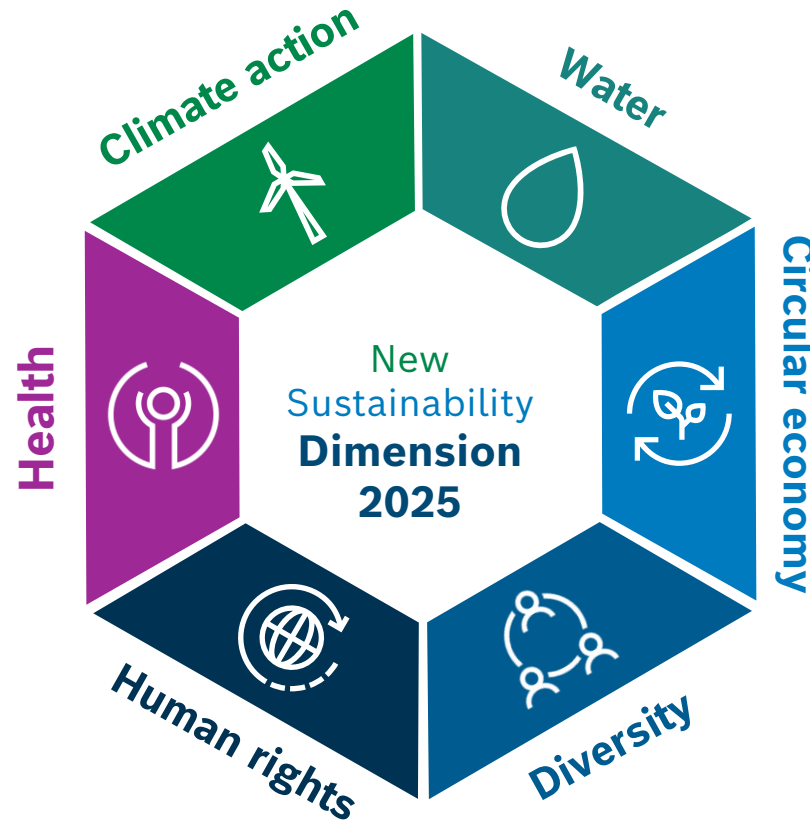 Climate action
Water
Circular economy
Diversity
Human rights
Health
New
Sustainability
Dimension
2025